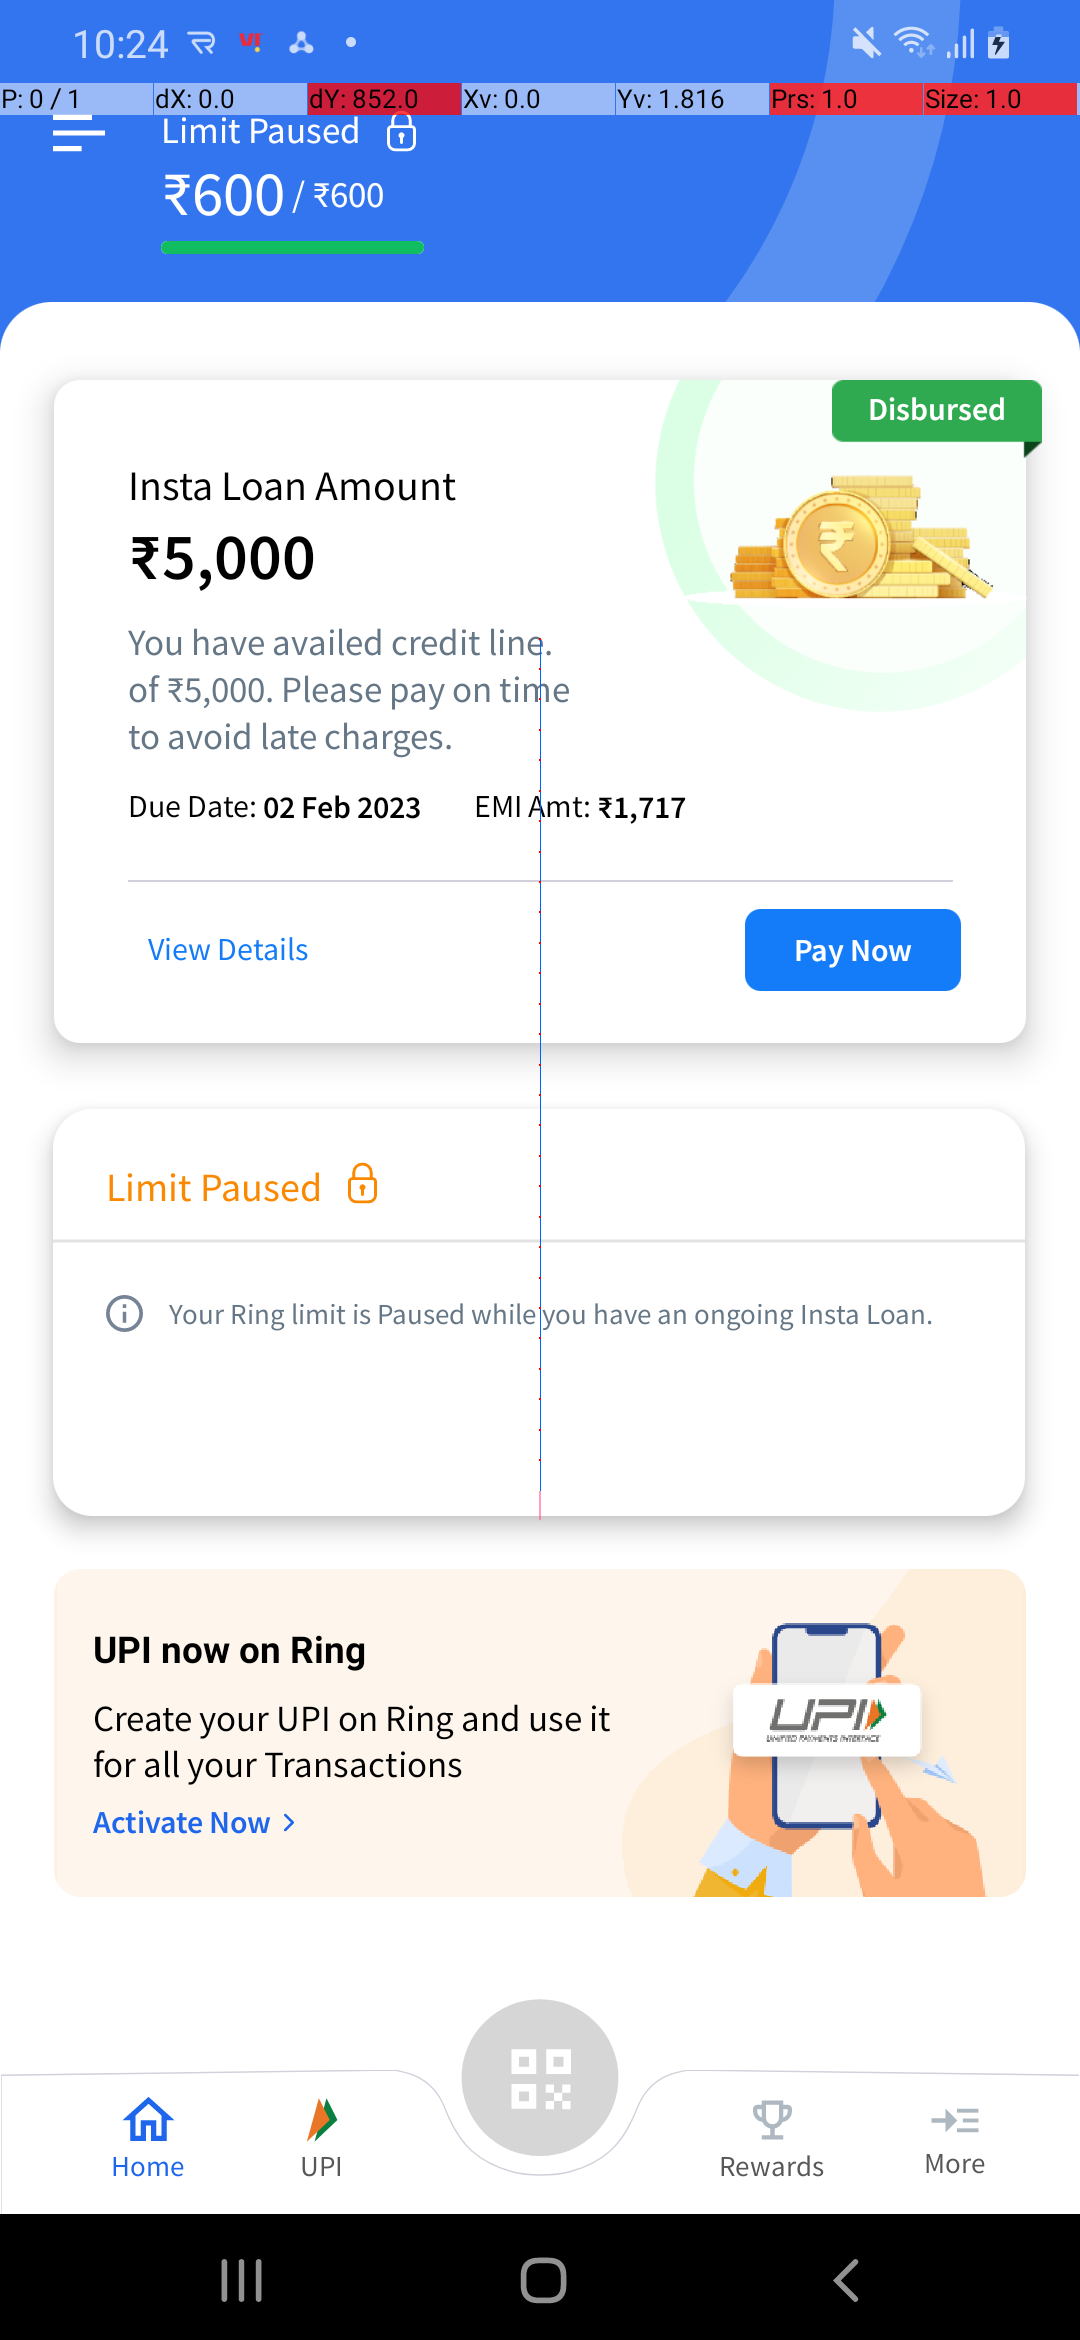 10:24
P: 0 / 1 dX: 0.0 dY: 852.0 Xv: 0.0 Yv: 1.816 Prs: 1.0 Size: 1.0
Limit Paused
₹600 / ₹600
Disbursed
Insta Loan Amount
₹5,000
You have availed credit line.
of ₹5,000. Please pay on time
to avoid late charges.
Due Date: 02 Feb 2023 EMI Amt: ₹1,717
View Details Pay Now
Limit Paused
Your Ring limit is Paused while you have an ongoing Insta Loan.
UPI now on Ring
Create your UPI on Ring and use it
for all your Transactions
Activate Now >
UPI
UNIFIED PAYMENTS INTERFACE
Home UPI Rewards More